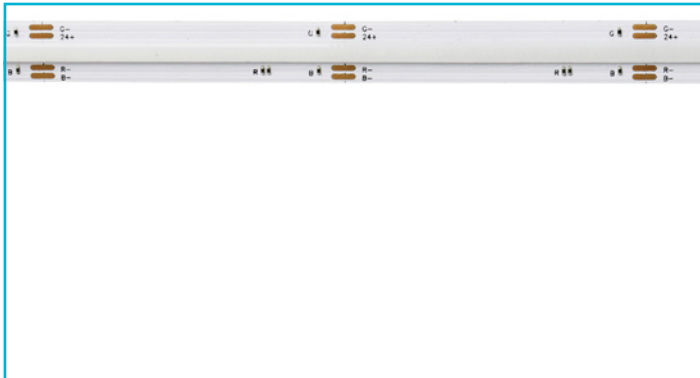 G G- G G- G G-
24+ 24+ 24+
B R- R B R- R B R-
B- B- B-